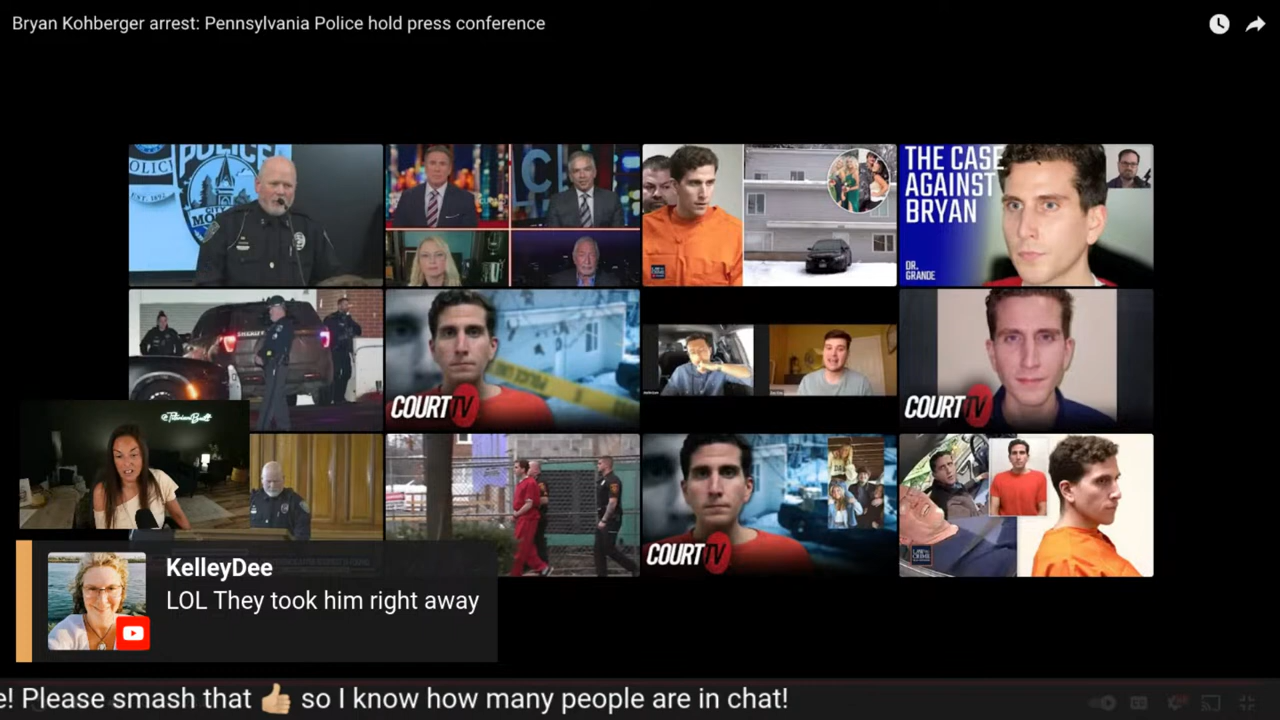 Bryan Kohberger arrest: Pennsylvania Police hold press conference
POLICE
THE CASE
AGAINST
BRYAN
DR.
GRANDE
SHERIFF
COURT TV
COURT TV
COURT TV
KelleyDee
LOL They took him right away
e! Please smash that 👍🏼 so I know how many people are in chat!